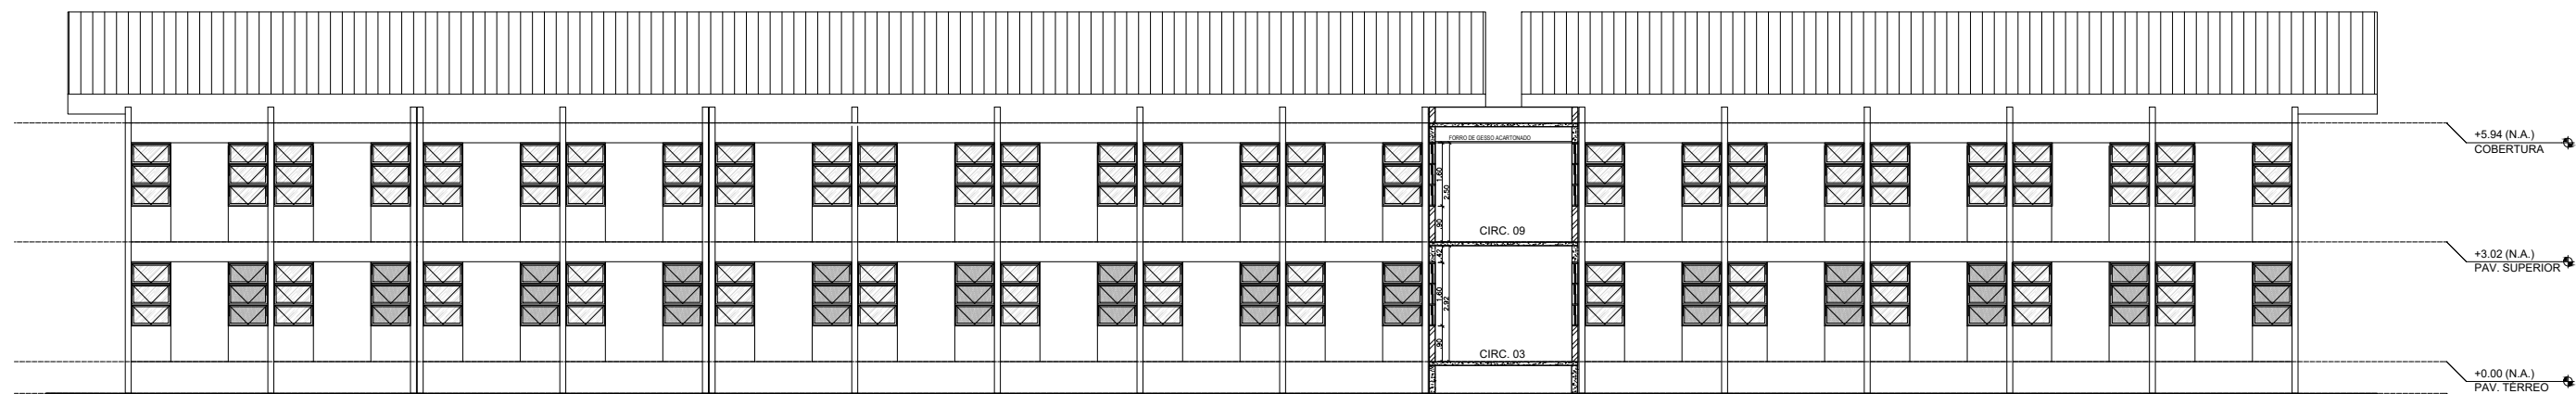 FORRO DE GESSO ACARTONADO
+5.94 (N.A.)
COBERTURA
1.60
2.50
.90
CIRC. 09
+3.02 (N.A.)
PAV. SUPERIOR
.42
1.60
2.92
.90
CIRC. 03
+0.00 (N.A.)
PAV. TÉRREO